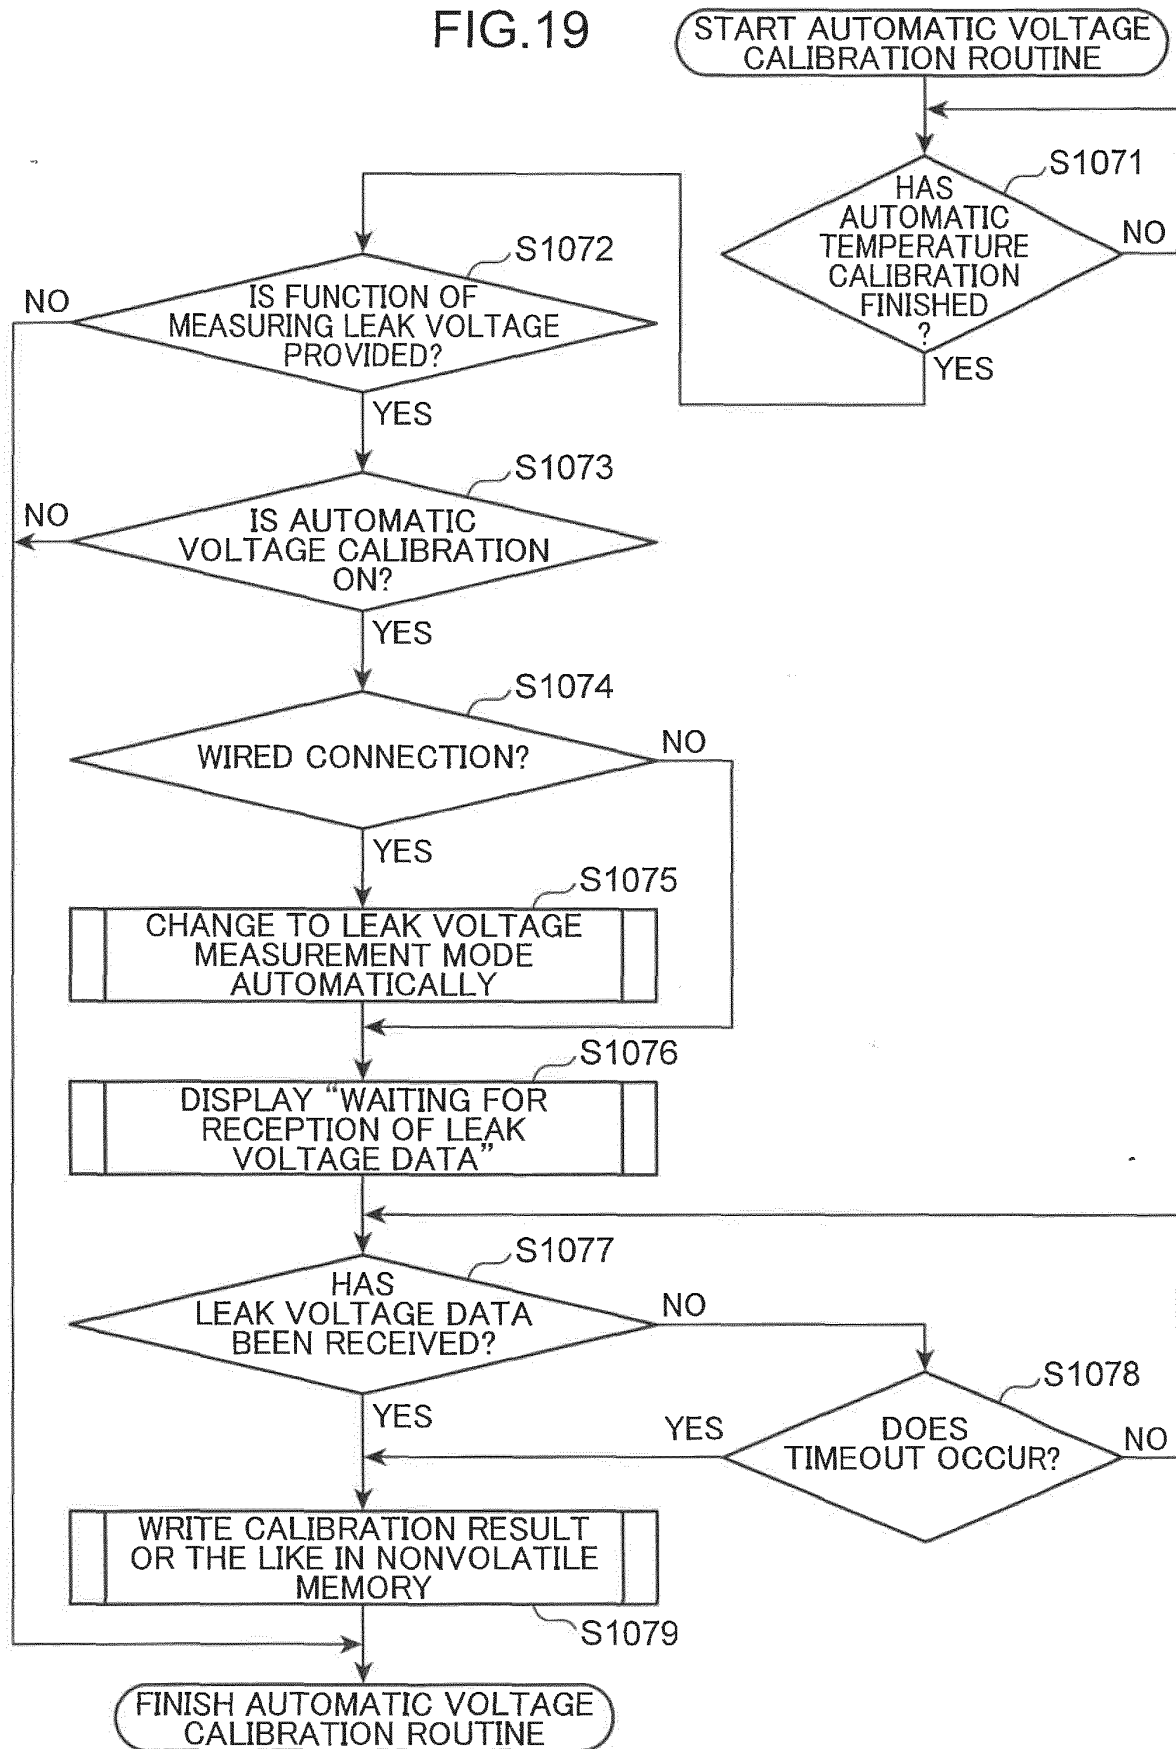 FIG.19
START AUTOMATIC VOLTAGE
CALIBRATION ROUTINE
S1071
HAS
AUTOMATIC
TEMPERATURE
CALIBRATION
FINISHED
?
NO
YES
S1072
NO
IS FUNCTION OF
MEASURING LEAK VOLTAGE
PROVIDED?
YES
S1073
NO
IS AUTOMATIC
VOLTAGE CALIBRATION
ON?
YES
S1074
WIRED CONNECTION?
NO
YES
S1075
CHANGE TO LEAK VOLTAGE
MEASUREMENT MODE
AUTOMATICALLY
S1076
DISPLAY “WAITING FOR
RECEPTION OF LEAK
VOLTAGE DATA”
S1077
HAS
LEAK VOLTAGE DATA
BEEN RECEIVED?
NO
YES
S1078
YES
DOES
TIMEOUT OCCUR?
NO
WRITE CALIBRATION RESULT
OR THE LIKE IN NONVOLATILE
MEMORY
S1079
FINISH AUTOMATIC VOLTAGE
CALIBRATION ROUTINE